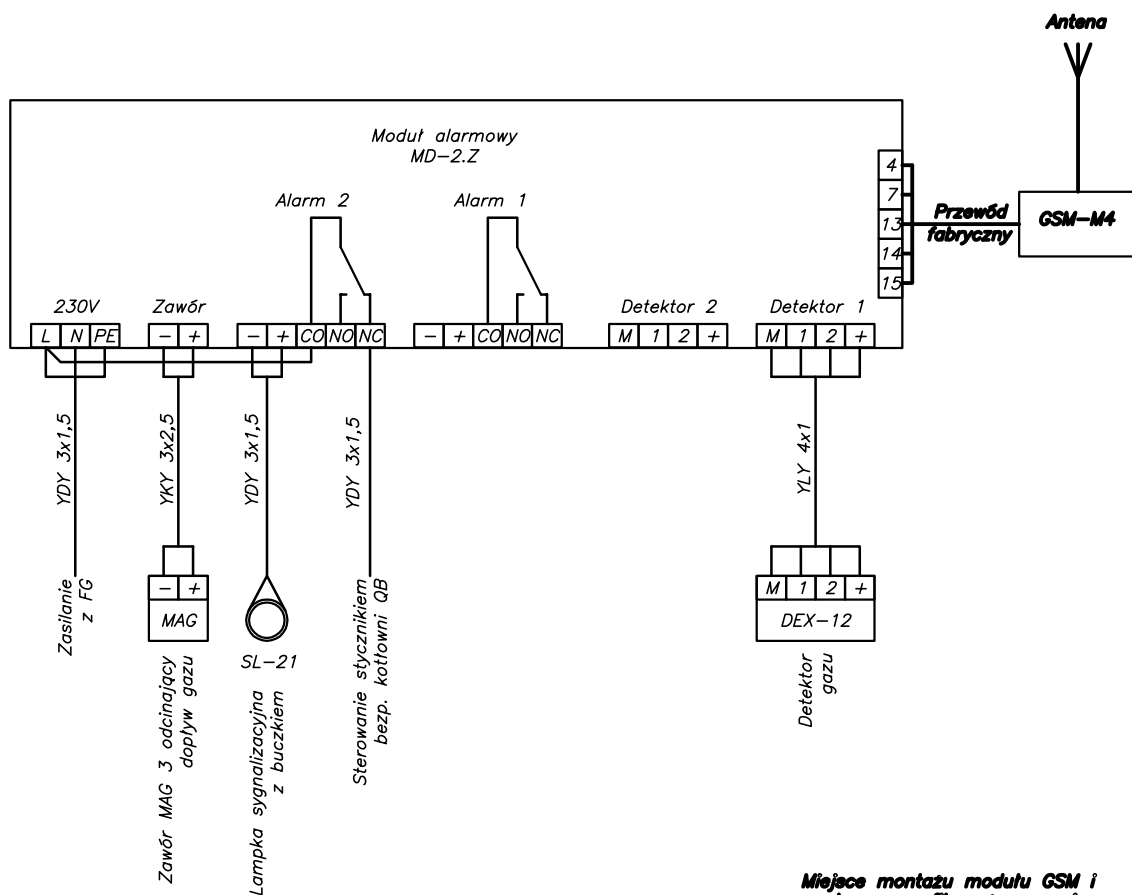 Antena
Moduł alarmowy
MD-2.Z
4
7
13
14
15
Przewód
fabryczny
GSM-M4
Alarm 2
Alarm 1
230V
Zawór
Detektor 2
Detektor 1
L N PE
- +
- + CO NO NC
- + CO NO NC
M 1 2 +
M 1 2 +
YDY 3x1,5
YKY 3x2,5
YDY 3x1,5
YDY 3x1,5
YLY 4x1
Zasilanie
z FG
- +
MAG
Zawór MAG 3 odcinający
dopływ gazu
SL-21
Lampka sygnalizacyjna
z buczkiem
Sterowanie stycznikiem
bezp. kotłowni QB
M 1 2 +
DEX-12
Detektor
gazu
Miejsce montażu modułu GSM i